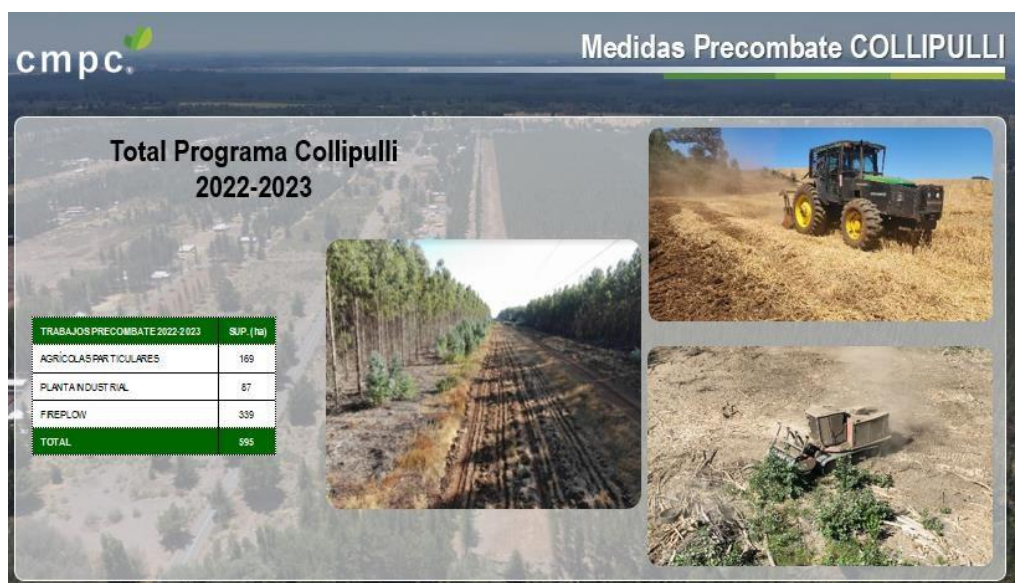 cmpc.
Medidas Precombate COLLIPULLI
Total Programa Collipulli
2022-2023
TRABAJOS PRECOMBATE 2022-2023 SUP. (ha)
AGRÍCOLAS PARTICULARES 169
PLANTA INDUSTRIAL 87
FIREPLOW 339
TOTAL 595